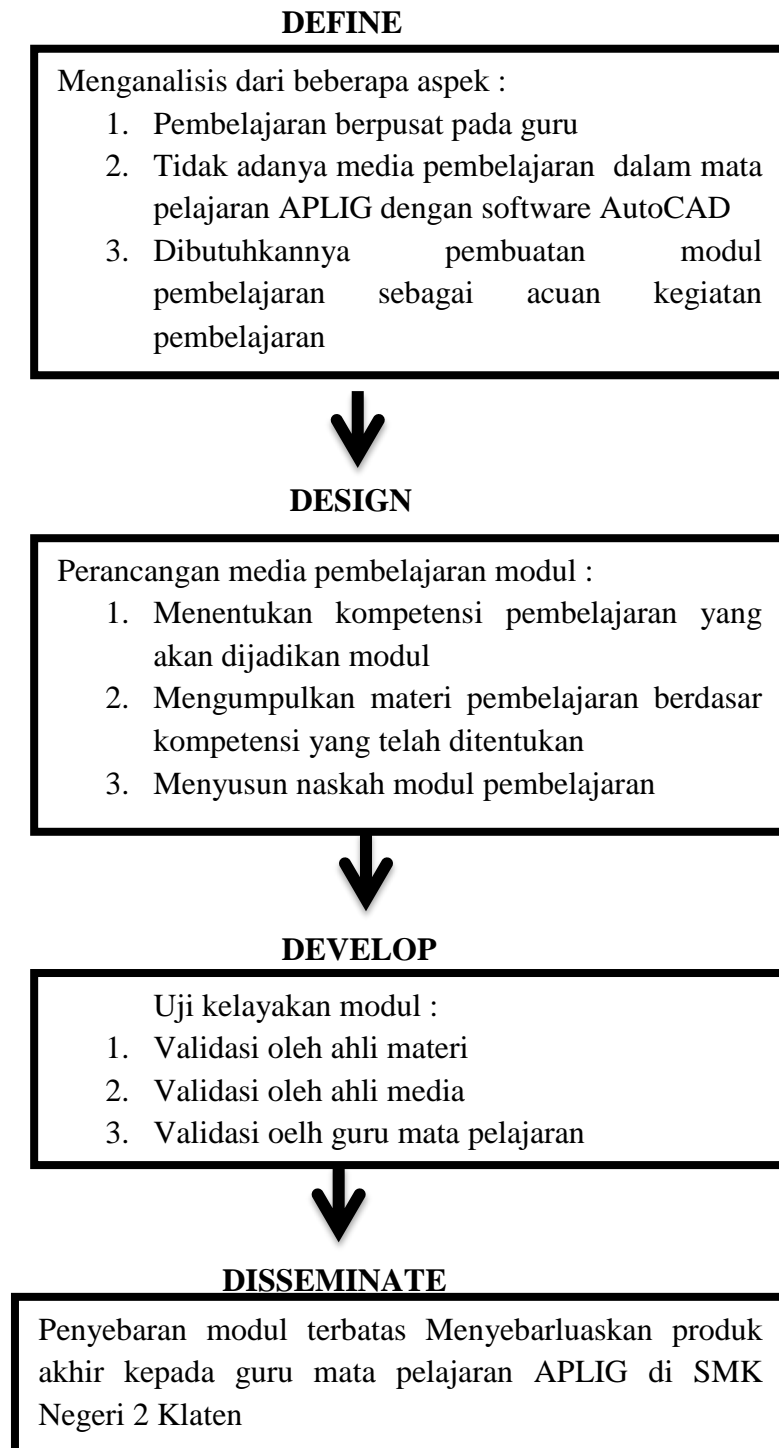 DEFINE
Menganalisis dari beberapa aspek :
1. Pembelajaran berpusat pada guru
2. Tidak adanya media pembelajaran dalam mata
pelajaran APLIG dengan software AutoCAD
3. Dibutuhkannya pembuatan modul
pembelajaran sebagai acuan kegiatan
pembelajaran
DESIGN
Perancangan media pembelajaran modul :
1. Menentukan kompetensi pembelajaran yang
akan dijadikan modul
2. Mengumpulkan materi pembelajaran berdasar
kompetensi yang telah ditentukan
3. Menyusun naskah modul pembelajaran
DEVELOP
Uji kelayakan modul :
1. Validasi oleh ahli materi
2. Validasi oleh ahli media
3. Validasi oelh guru mata pelajaran
DISSEMINATE
Penyebaran modul terbatas Menyebarluaskan produk
akhir kepada guru mata pelajaran APLIG di SMK
Negeri 2 Klaten